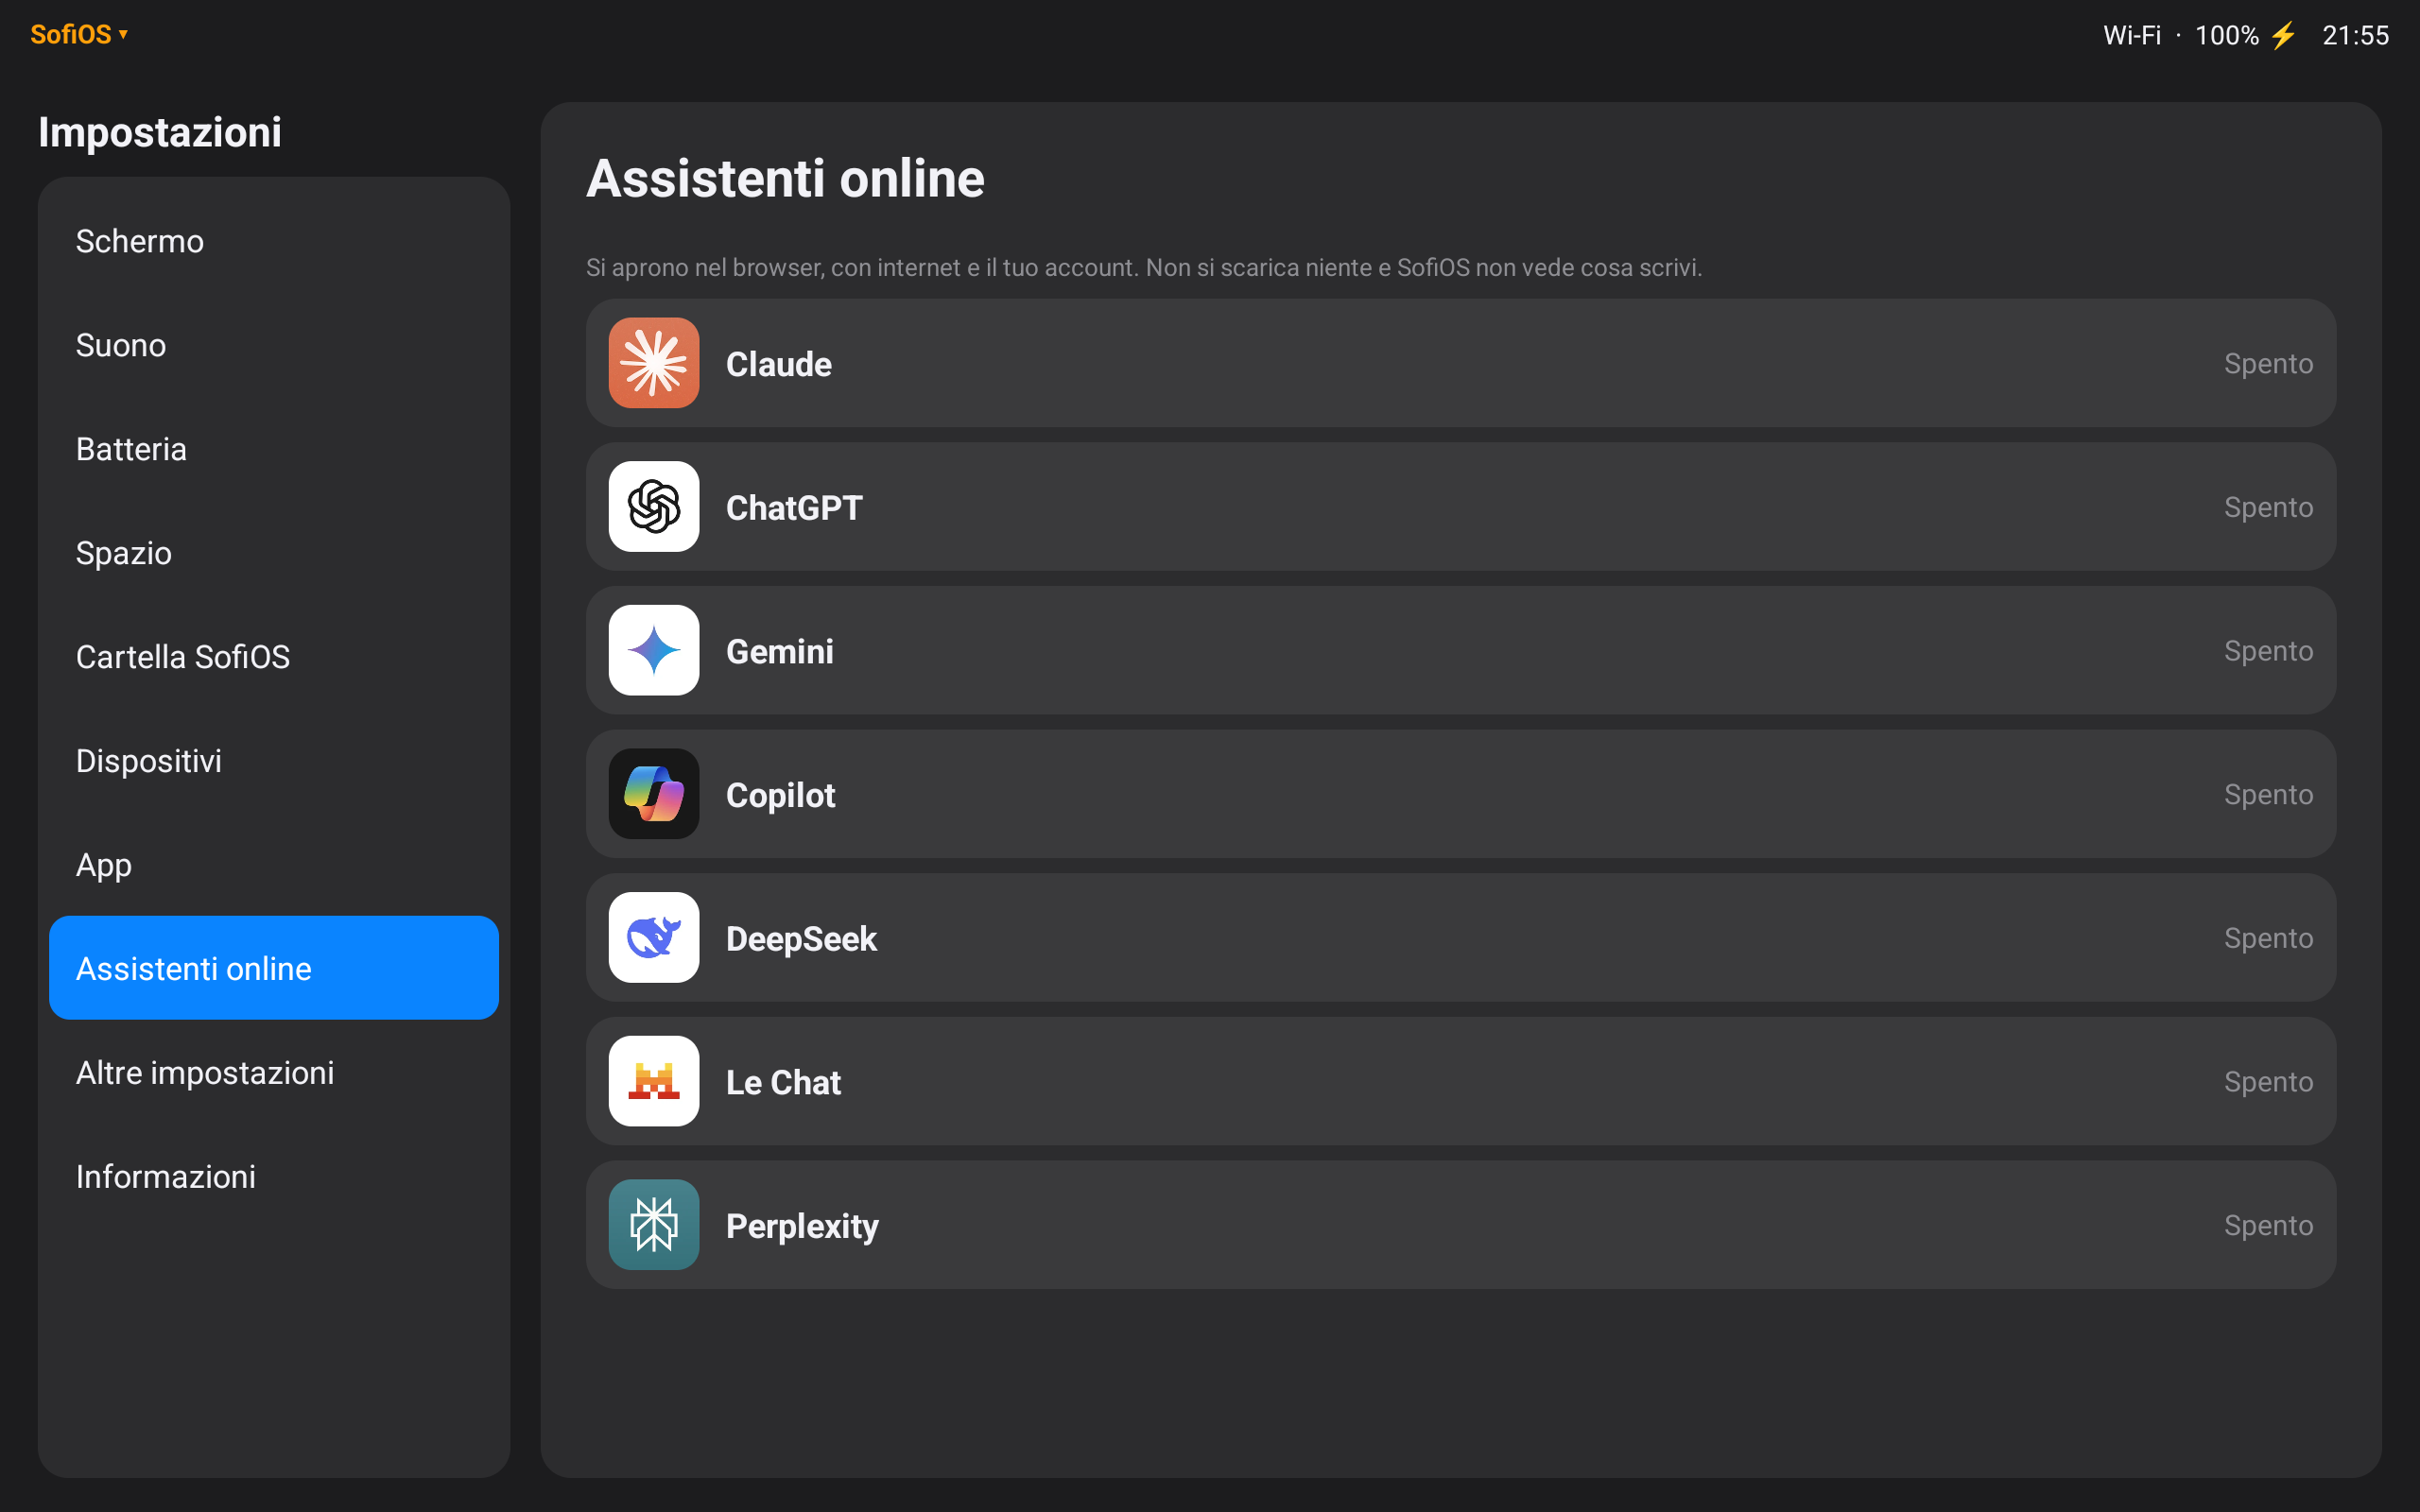 SofiOS ▾
Wi-Fi · 100% ⚡ 21:55
Impostazioni
Schermo
Suono
Batteria
Spazio
Cartella SofiOS
Dispositivi
App
Assistenti online
Altre impostazioni
Informazioni
Assistenti online
Si aprono nel browser, con internet e il tuo account. Non si scarica niente e SofiOS non vede cosa scrivi.
Claude Spento
ChatGPT Spento
Gemini Spento
Copilot Spento
DeepSeek Spento
Le Chat Spento
Perplexity Spento